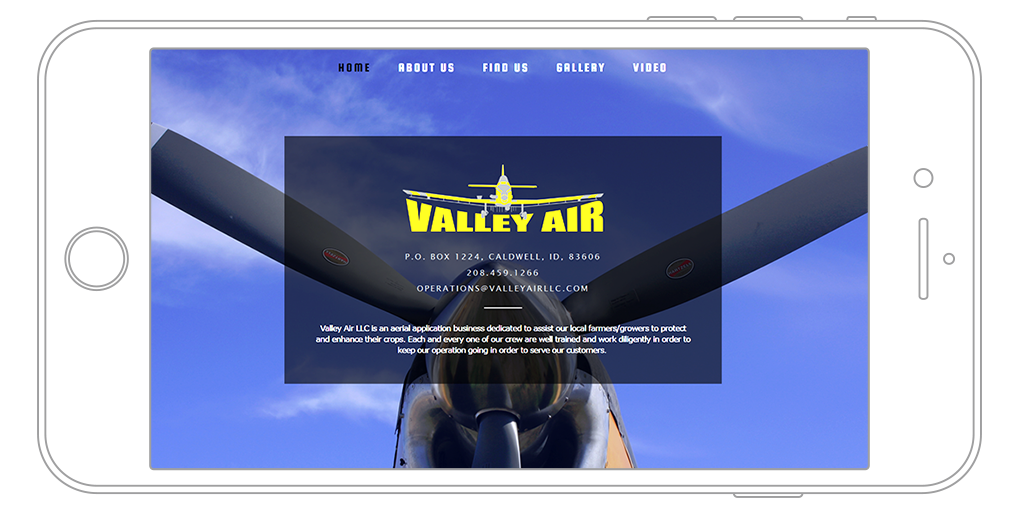 HOME ABOUT US FIND US GALLERY VIDEO
VALLEY AIR
P.O. BOX 1224, CALDWELL, ID, 83606
208.459.1266
OPERATIONS@VALLEYAIRLLC.COM
Valley Air LLC is an aerial application business dedicated to assist our local farmers/growers to protect
and enhance their crops. Each and every one of our crew are well trained and work diligently in order to
keep our operation going in order to serve our customers.